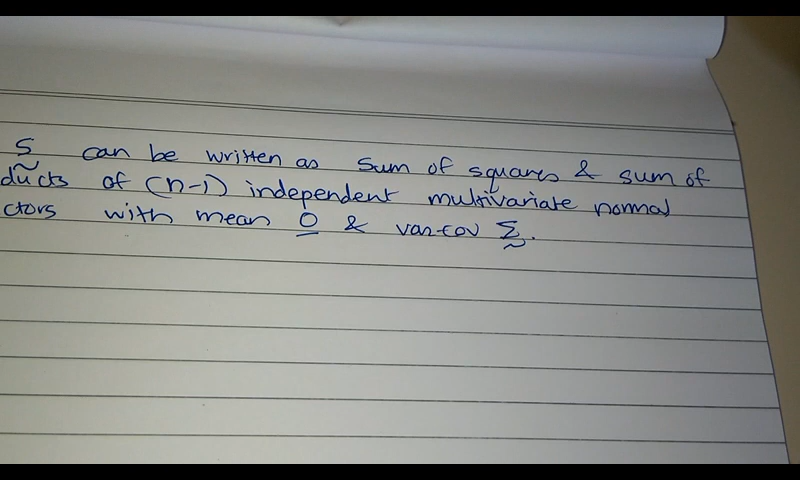 S can be written as sum of squares & sum of
ducts of (n-1) independent multivariate normal
ctors with mean 0 & var-cov Σ.